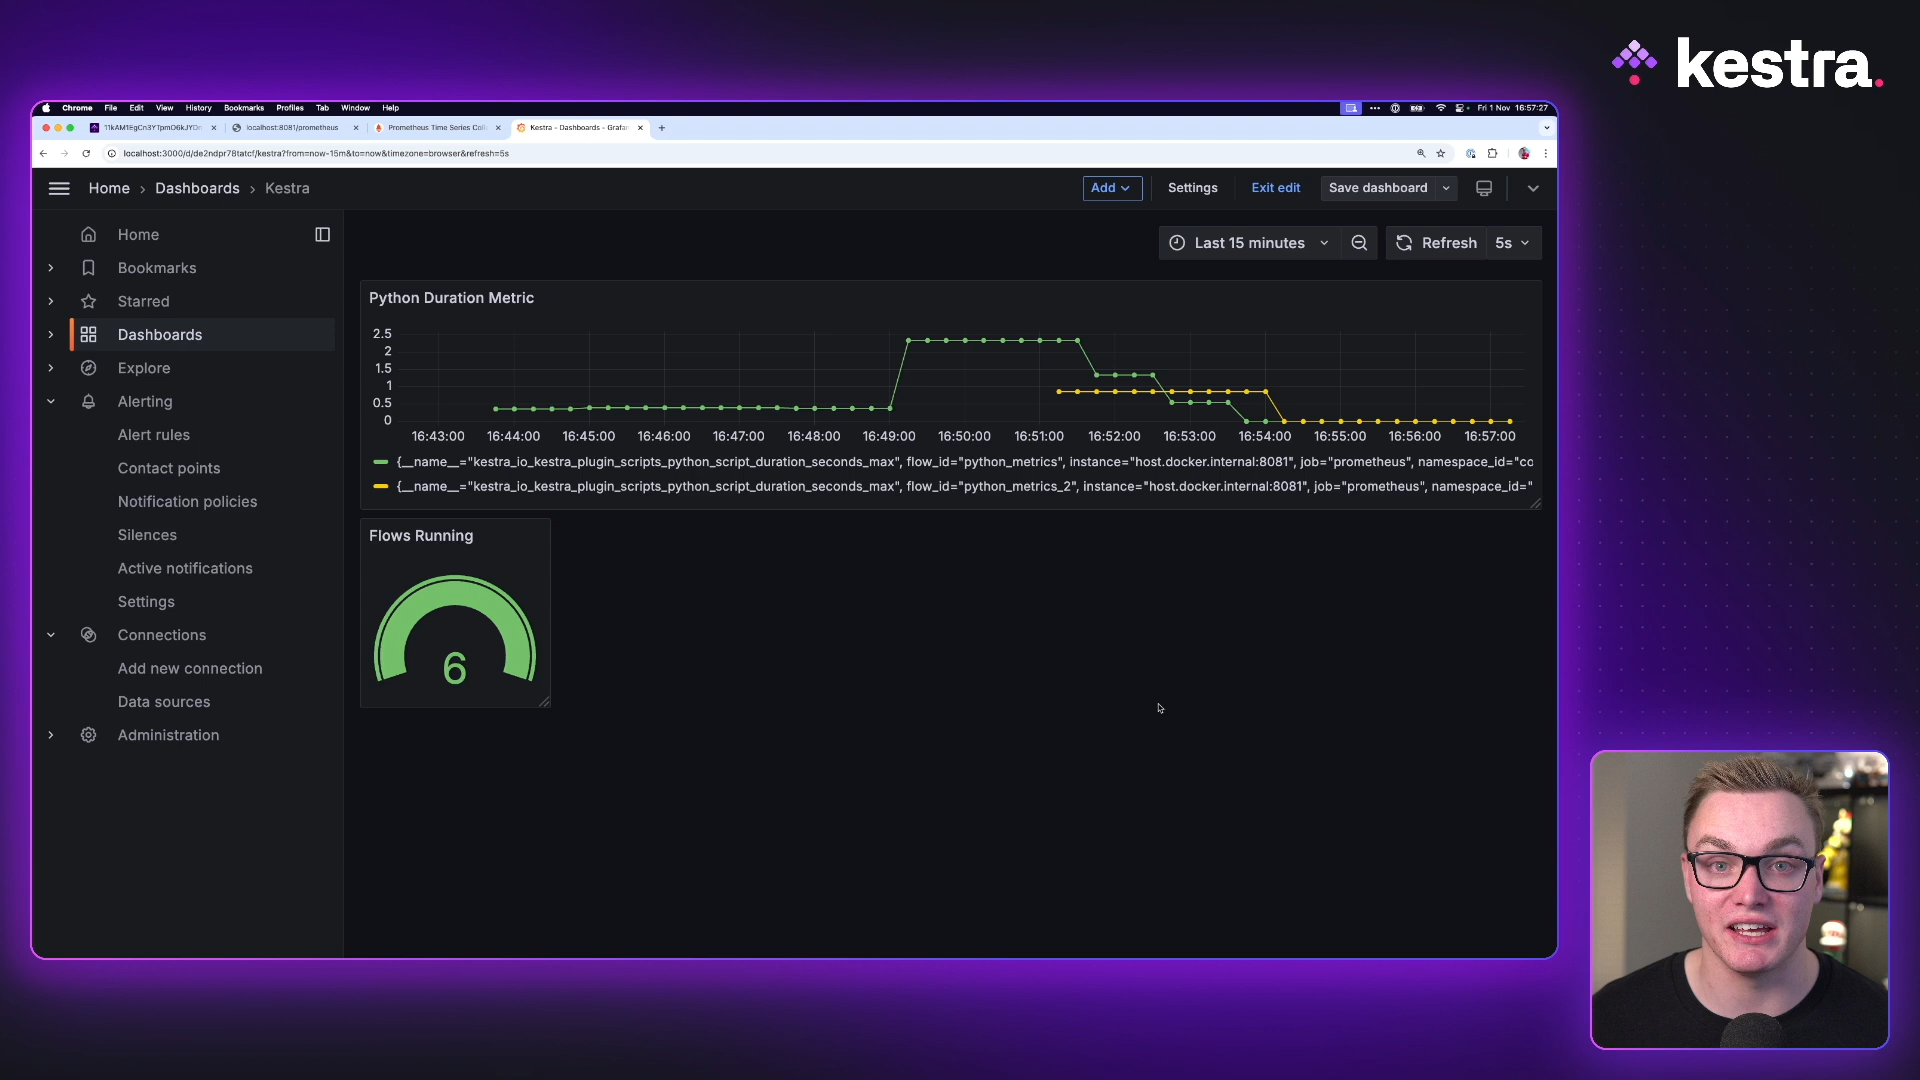 kestra.
Chrome File Edit View History Bookmarks Profiles Tab Window Help
Fri 1 Nov 16:57:27
localhost:8081/prometheus
Prometheus Time Series Coll
Kestra - Dashboards - Grafan
localhost:3000/d/de2ndpr78tatcf/kestra?from=now-15m&to=now&timezone=browser&refresh=5s
Home › Dashboards › Kestra
Add
Settings
Exit edit
Save dashboard
Home
Bookmarks
Starred
Dashboards
Explore
Alerting
Alert rules
Contact points
Notification policies
Silences
Active notifications
Settings
Connections
Add new connection
Data sources
Administration
Last 15 minutes
Refresh
5s
Python Duration Metric
2.5
2
1.5
1
0.5
0
16:43:00 16:44:00 16:45:00 16:46:00 16:47:00 16:48:00 16:49:00 16:50:00 16:51:00 16:52:00 16:53:00 16:54:00 16:55:00 16:56:00 16:57:00
{__name__="kestra_io_kestra_plugin_scripts_python_script_duration_seconds_max", flow_id="python_metrics", instance="host.docker.internal:8081", job="prometheus", namespace_id="co
{__name__="kestra_io_kestra_plugin_scripts_python_script_duration_seconds_max", flow_id="python_metrics_2", instance="host.docker.internal:8081", job="prometheus", namespace_id="
Flows Running
6